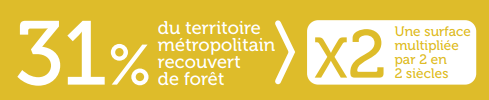 31%
du territoire
métropolitain
recouvert
de forêt
x2
Une surface
multipliée
par 2 en
2 siècles